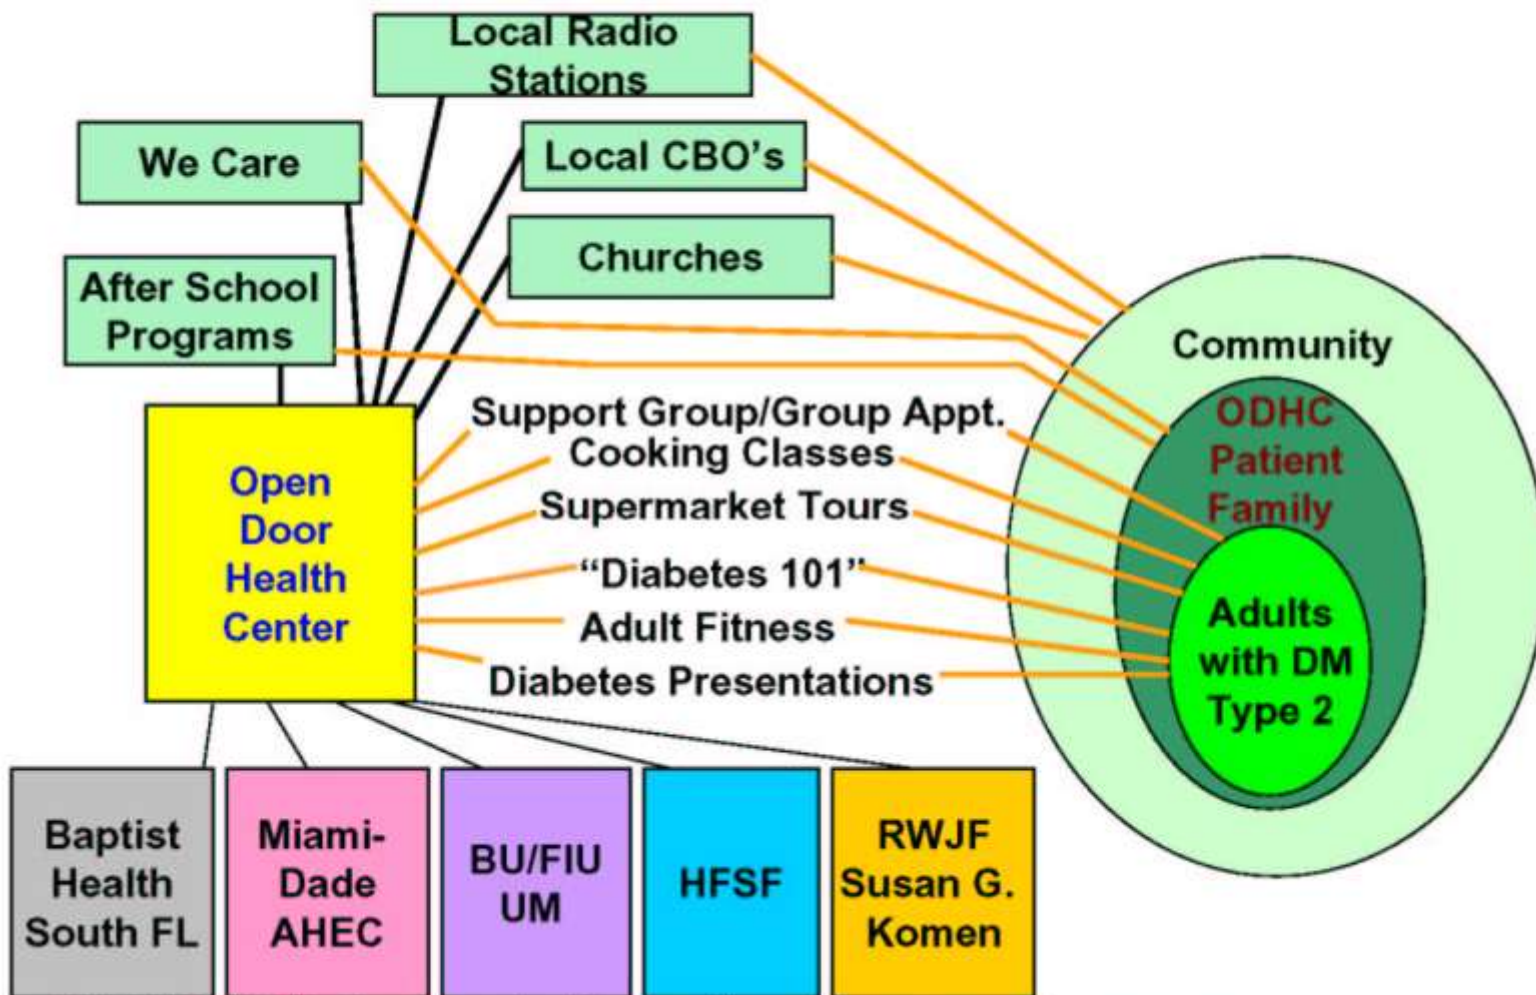 Local Radio
Stations
We Care
Local CBO's
Churches
After School
Programs
Community
ODHC
Patient
Family
Support Group/Group Appt.
Cooking Classes
Supermarket Tours
“Diabetes 101”
Adult Fitness
Diabetes Presentations
Open
Door
Health
Center
Adults
with DM
Type 2
Baptist
Health
South FL
Miami-
Dade
AHEC
BU/FIU
UM
HFSF
RWJF
Susan G.
Komen